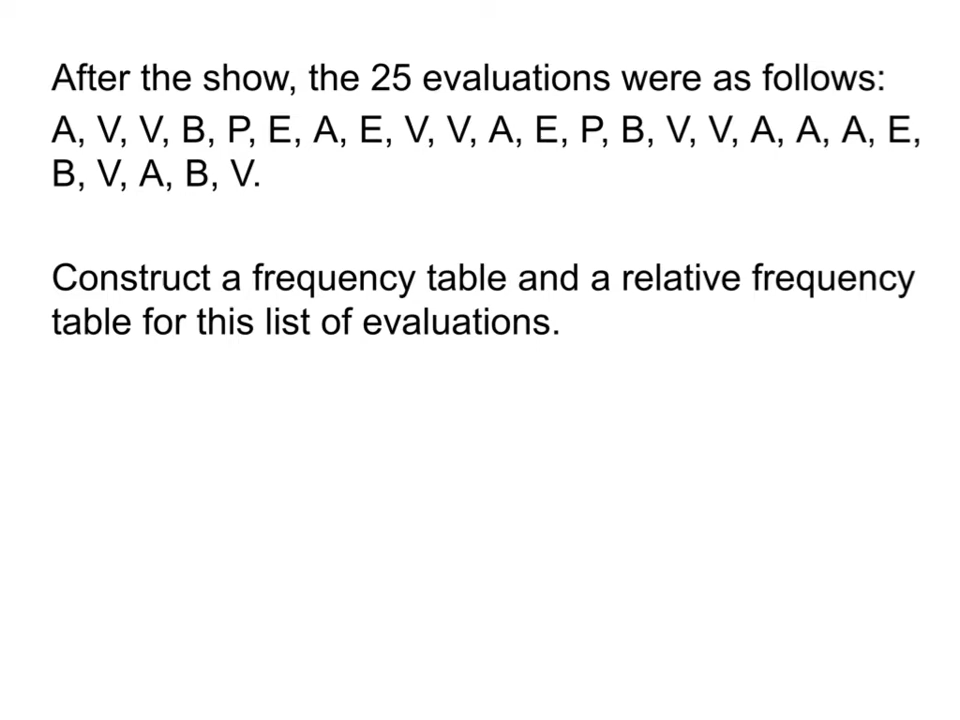 After the show, the 25 evaluations were as follows:
A, V, V, B, P, E, A, E, V, V, A, E, P, B, V, V, A, A, A, E,
B, V, A, B, V.
Construct a frequency table and a relative frequency
table for this list of evaluations.